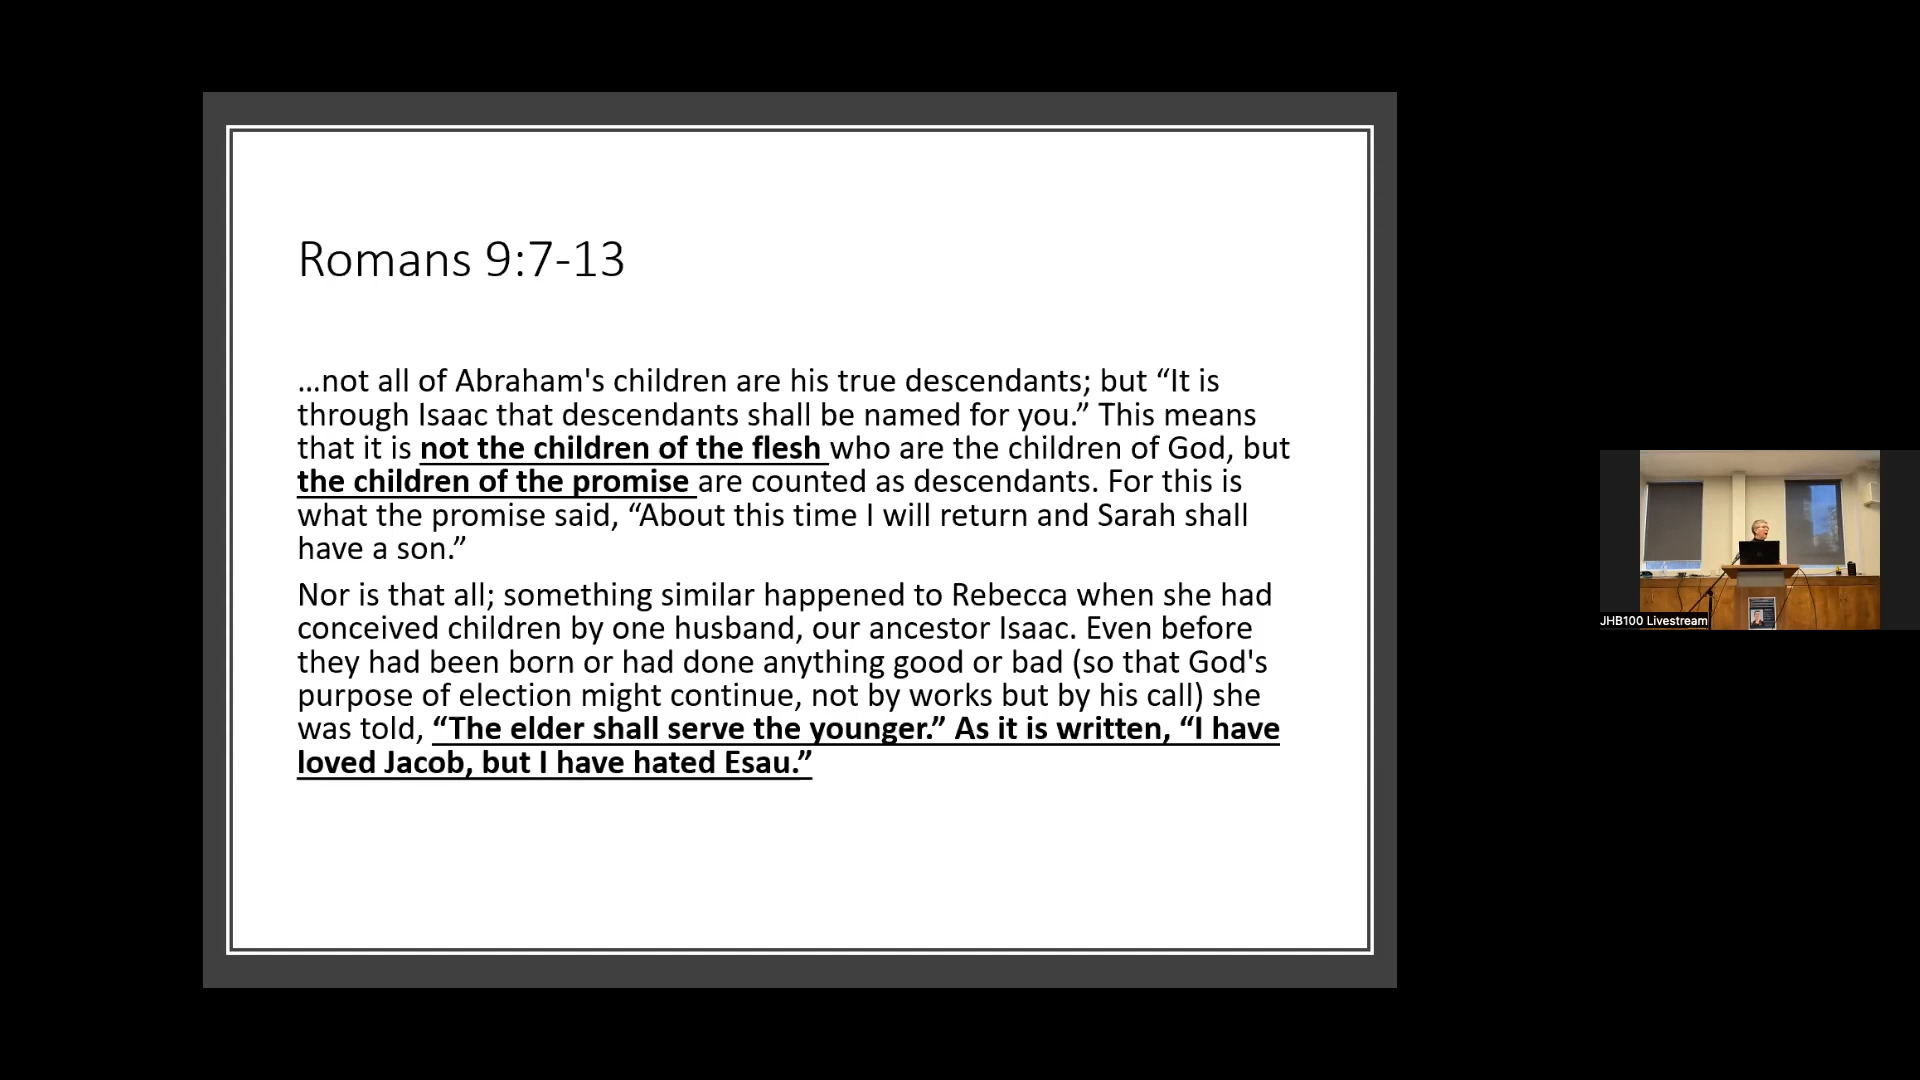 Romans 9:7-13
…not all of Abraham's children are his true descendants; but “It is
through Isaac that descendants shall be named for you.” This means
that it is not the children of the flesh who are the children of God, but
the children of the promise are counted as descendants. For this is
what the promise said, “About this time I will return and Sarah shall
have a son.”
Nor is that all; something similar happened to Rebecca when she had
conceived children by one husband, our ancestor Isaac. Even before
they had been born or had done anything good or bad (so that God's
purpose of election might continue, not by works but by his call) she
was told, “The elder shall serve the younger.” As it is written, “I have
loved Jacob, but I have hated Esau.”
JHB100 Livestream